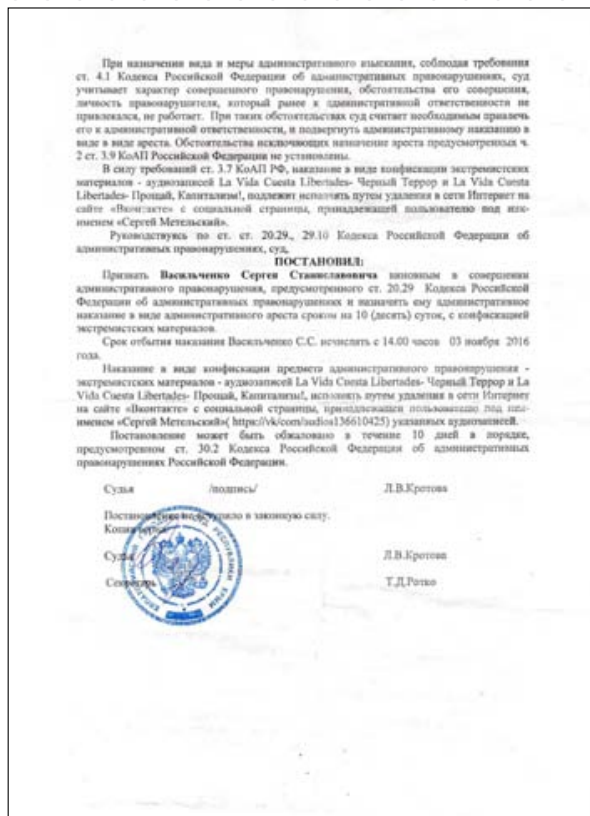 При назначении вида и меры административного взыскания, соблюдая требования
ст. 4.1 Кодекса Российской Федерации об административных правонарушениях, суд
учитывает характер совершенного правонарушения, обстоятельства его совершения,
личность правонарушителя, который ранее к административной ответственности не
привлекался, не работает. При таких обстоятельствах суд считает необходимым привлечь
его к административной ответственности, и подвергнуть административному наказанию в
виде в виде ареста. Обстоятельства исключающих назначение ареста предусмотренных ч.
2 ст. 3.9 КоАП Российской Федерации не установлены.
В силу требований ст. 3.7 КоАП РФ, наказание в виде конфискации экстремистских
материалов - аудиозаписей La Vida Cuesta Libertades- Черный Террор и La Vida Cuesta
Libertades- Прощай, Капитализм!, подлежит исполнять путем удаления в сети Интернет на
сайте «Вконтакте» с социальной страницы, принадлежащей пользователю под ник-
именем «Сергей Метельский».
Руководствуясь по ст. ст. 20.29., 29.10 Кодекса Российской Федерации об
административных правонарушениях, суд,
ПОСТАНОВИЛ:
Признать Васильченко Сергея Станиславовича виновным в совершении
административного правонарушения, предусмотренного ст. 20.29 Кодекса Российской
Федерации об административных правонарушениях и назначить ему административное
наказание в виде административного ареста сроком на 10 (десять) суток, с конфискацией
экстремистских материалов.
Срок отбытия наказания Васильченко С.С. исчислять с 14.00 часов 03 ноября 2016
года.
Наказание в виде конфискации предмета административного правонарушения -
экстремистских материалов - аудиозаписей La Vida Cuesta Libertades- Черный Террор и La
Vida Cuesta Libertades- Прощай, Капитализм!, исполнять путем удаления в сети Интернет
на сайте «Вконтакте» с социальной страницы, принадлежащей пользователю под ник-
именем «Сергей Метельский»( https://vk/com/audios136610425) указанных аудиозаписей.
Постановление может быть обжаловано в течение 10 дней в порядке,
предусмотренном ст. 30.2 Кодекса Российской Федерации об административных
правонарушениях Российской Федерации.
Судья /подпись/ Л.В.Кротова
Постановление не вступило в законную силу.
Копия верна:
Судья Л.В.Кротова
Секретарь Т.Д.Ротко